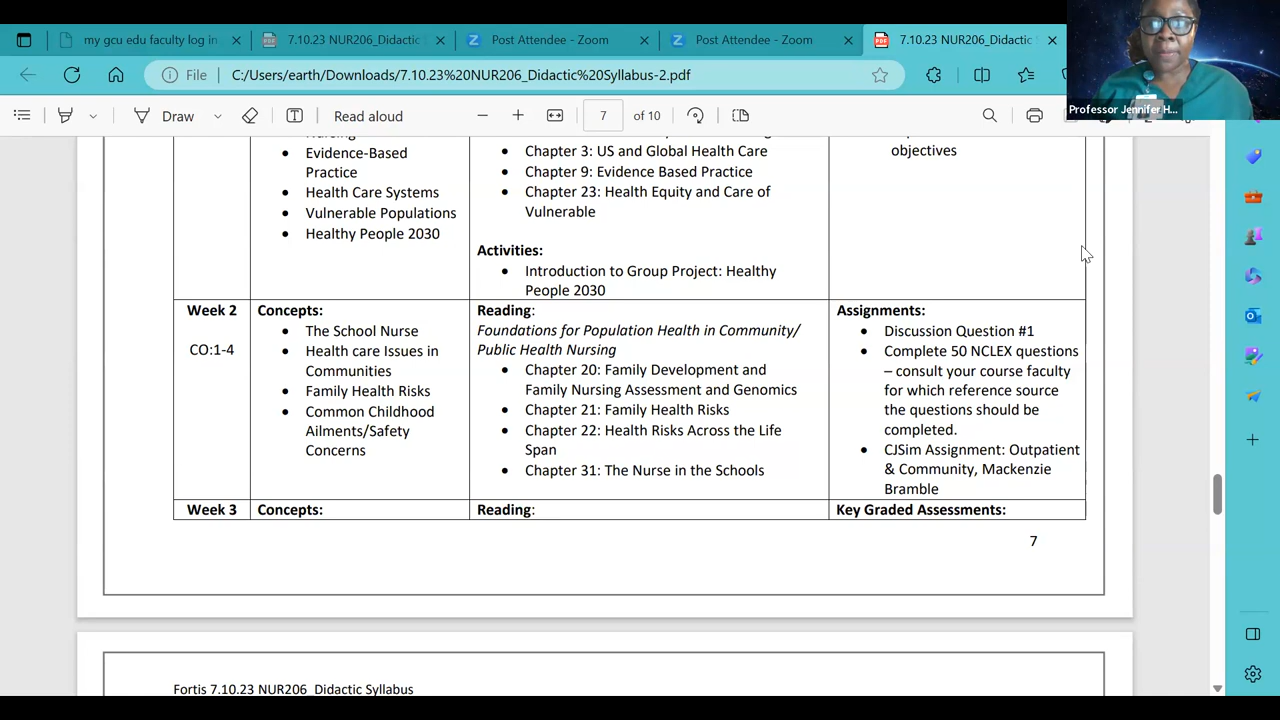 my gcu edu faculty log in
7.10.23 NUR206_Didactic
Post Attendee - Zoom
Post Attendee - Zoom
7.10.23 NUR206_Didactic
File
C:/Users/earth/Downloads/7.10.23%20NUR206_Didactic%20Syllabus-2.pdf
Professor Jennifer H...
Draw
Read aloud
7
of 10
Nursing
• Evidence-Based
Practice
• Health Care Systems
• Vulnerable Populations
• Healthy People 2030
• Chapter 3: US and Global Health Care
• Chapter 9: Evidence Based Practice
• Chapter 23: Health Equity and Care of
Vulnerable
Activities:
• Introduction to Group Project: Healthy
People 2030
objectives
Week 2
CO:1-4
Concepts:
• The School Nurse
• Health care Issues in
Communities
• Family Health Risks
• Common Childhood
Ailments/Safety
Concerns
Reading:
Foundations for Population Health in Community/
Public Health Nursing
• Chapter 20: Family Development and
Family Nursing Assessment and Genomics
• Chapter 21: Family Health Risks
• Chapter 22: Health Risks Across the Life
Span
• Chapter 31: The Nurse in the Schools
Assignments:
• Discussion Question #1
• Complete 50 NCLEX questions
– consult your course faculty
for which reference source
the questions should be
completed.
• CJSim Assignment: Outpatient
& Community, Mackenzie
Bramble
Week 3
Concepts:
Reading:
Key Graded Assessments:
7
Fortis 7.10.23 NUR206_Didactic Syllabus